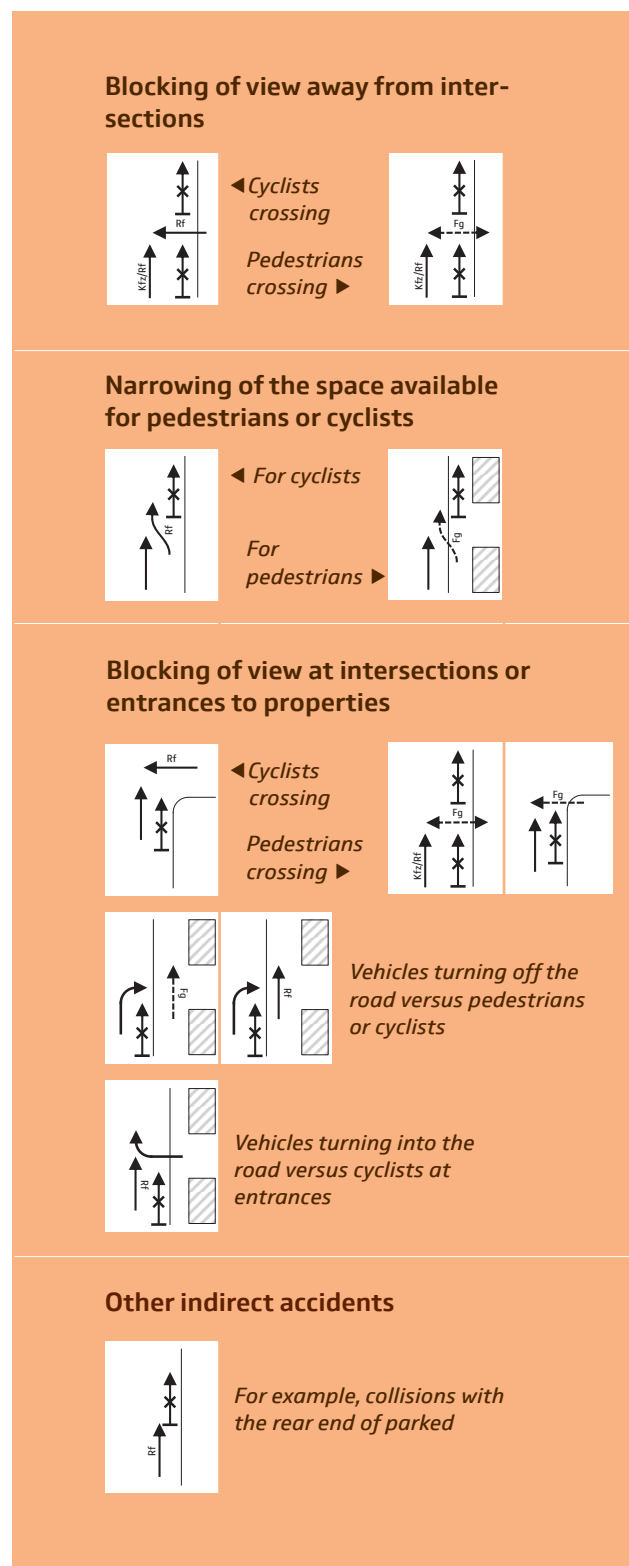 Blocking of view away from inter-
sections
Rf
Kfz/Rf
◀ Cyclists
crossing
Pedestrians
crossing ▶
Fg
Kfz/Rf
Narrowing of the space available
for pedestrians or cyclists
Rf
◀ For cyclists
For
pedestrians ▶
Fg
Blocking of view at intersections or
entrances to properties
Rf
◀ Cyclists
crossing
Pedestrians
crossing ▶
Fg
Kfz/Rf
Fg
Fg
Rf
Vehicles turning off the
road versus pedestrians
or cyclists
Rf
Vehicles turning into the
road versus cyclists at
entrances
Other indirect accidents
Rf
For example, collisions with
the rear end of parked